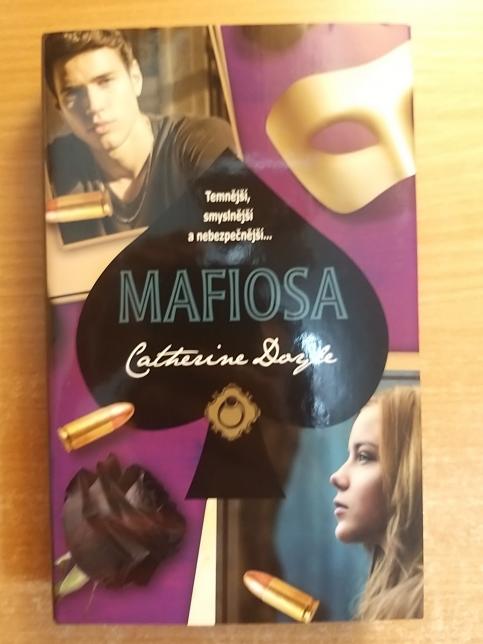 Temnější,
smyslnější
a nebezpečnější...
MAFIOSA
Catherine Doyle